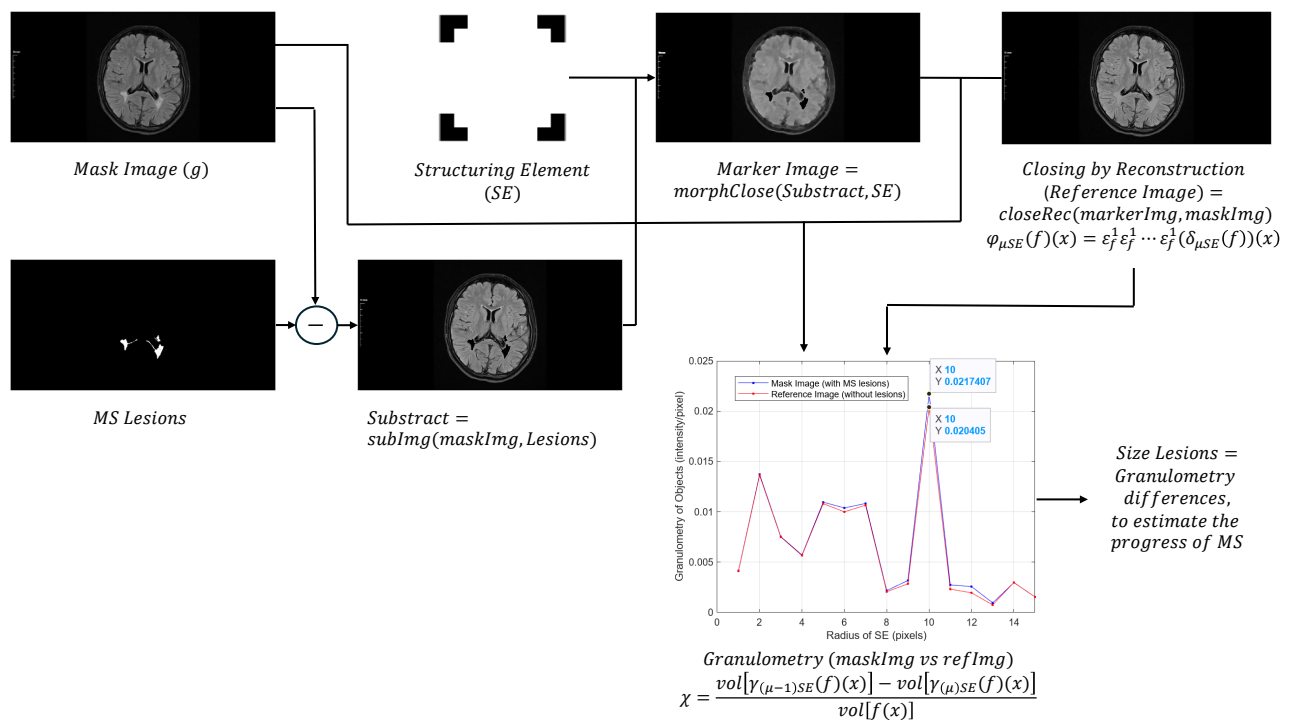 Mask Image (g)
Structuring Element
(SE)
Marker Image =
morphClose(Substract, SE)
Closing by Reconstruction
(Reference Image) =
closeRec(markerImg, maskImg)
φ_{μSE}(f)(x) = ε_f^1 ε_f^1 ⋯ ε_f^1 (δ_{μSE}(f))(x)
MS Lesions
−
Substract =
subImg(maskImg, Lesions)
Granulometry of Objects (intensity/pixel)
0.025
0.02
0.015
0.01
0.005
0
Mask Image (with MS lesions)
Reference Image (without lesions)
X 10
Y 0.0217407
X 10
Y 0.020405
0 2 4 6 8 10 12 14
Radius of SE (pixels)
Size Lesions =
Granulometry
differences,
to estimate the
progress of MS
Granulometry (maskImg vs refImg)
χ = \frac{vol[γ_{(μ−1)SE}(f)(x)] − vol[γ_{(μ)SE}(f)(x)]}{vol[f(x)]}